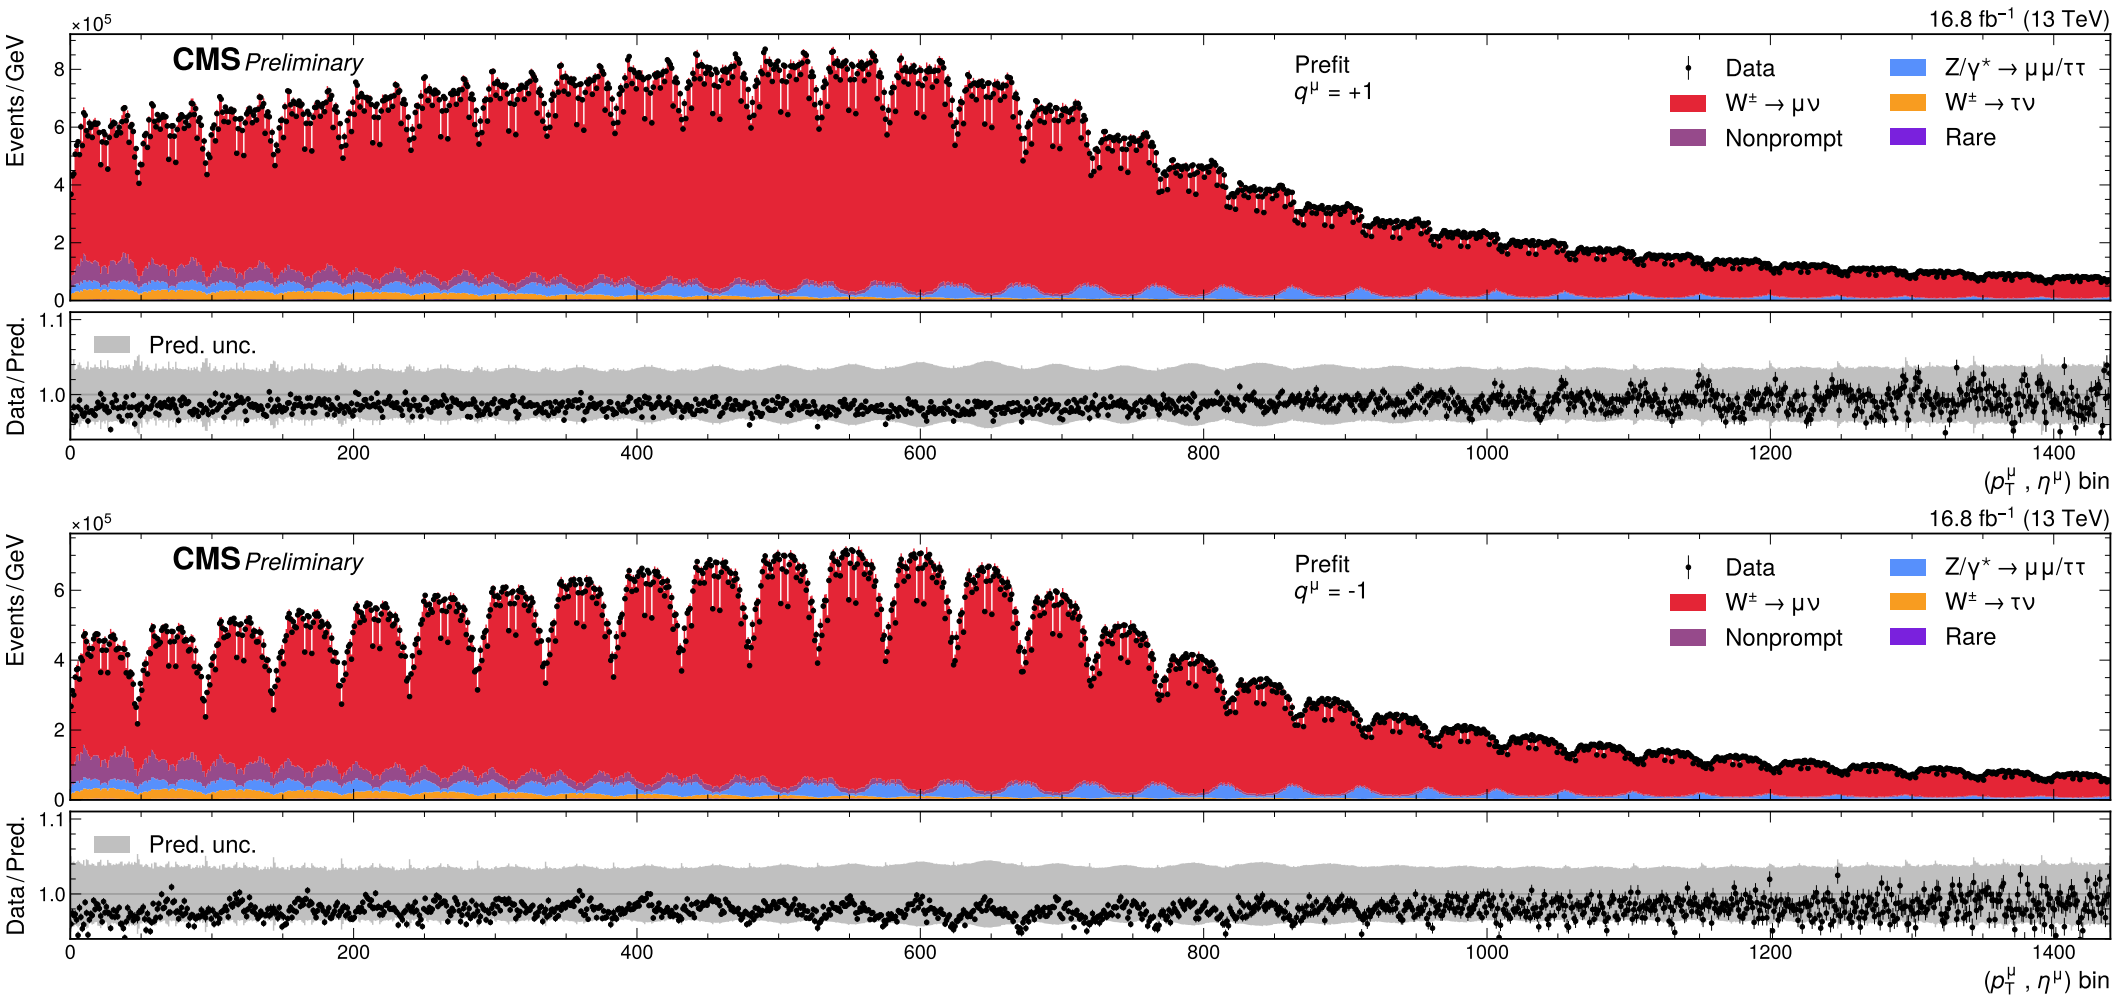 ×10⁵
16.8 fb⁻¹ (13 TeV)
CMS Preliminary
Prefit
qᵘ = +1
Data
W± → μν
Nonprompt
Z/γ* → μμ/ττ
W± → τν
Rare
Events/GeV
8
6
4
2
0
Pred. unc.
Data/Pred.
1.1
1.0
0 200 400 600 800 1000 1200 1400
(p_T^μ , η^μ) bin
×10⁵
16.8 fb⁻¹ (13 TeV)
CMS Preliminary
Prefit
q^μ = -1
Data
W± → μν
Nonprompt
Z/γ* → μμ/ττ
W± → τν
Rare
Events/GeV
6
4
2
0
Pred. unc.
Data/Pred.
1.1
1.0
0 200 400 600 800 1000 1200 1400
(p_T^μ , η^μ) bin